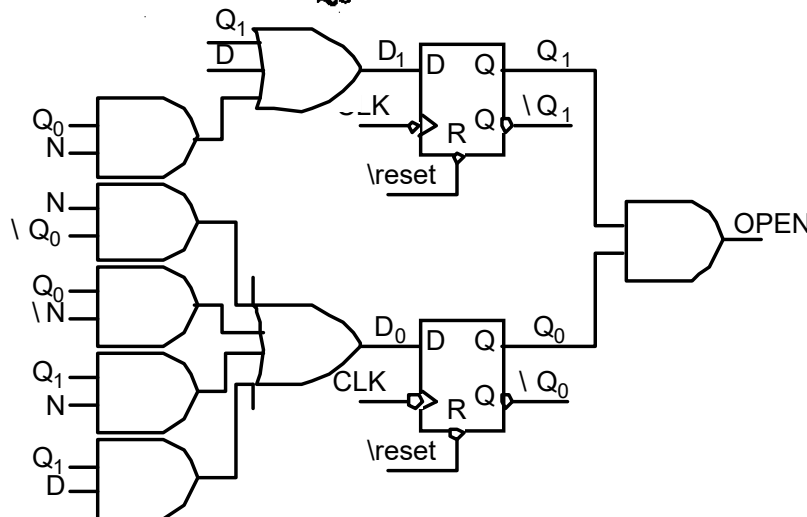 Q1
D
D1
D
Q
Q1
CLK
Q
\ Q1
R
\reset
Q0
N
N
\ Q0
Q0
\ N
Q1
N
Q1
D
OPEN
D0
D
Q
Q0
CLK
Q
\ Q0
R
\reset